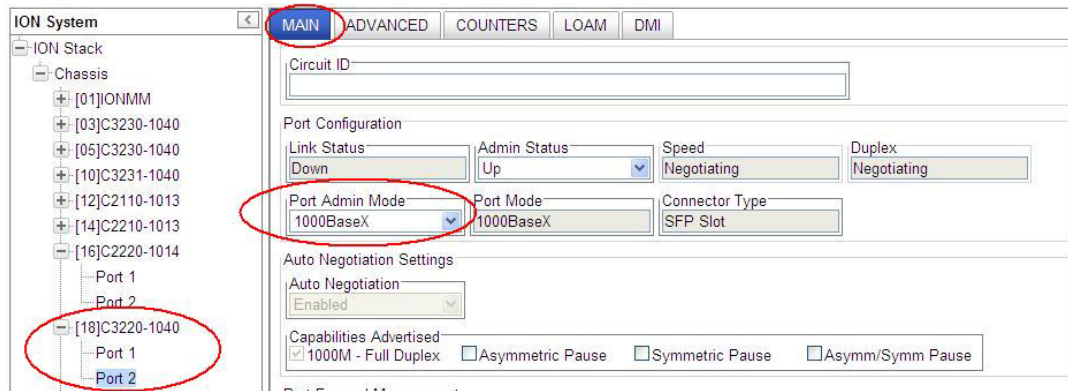 ION System
ION Stack
Chassis
[01]IONMM
[03]C3230-1040
[05]C3230-1040
[10]C3231-1040
[12]C2110-1013
[14]C2210-1013
[16]C2220-1014
Port 1
Port 2
[18]C3220-1040
Port 1
Port 2
MAIN ADVANCED COUNTERS LOAM DMI
Circuit ID
Port Configuration
Link Status Admin Status Speed Duplex
Down Up Negotiating Negotiating
Port Admin Mode Port Mode Connector Type
1000BaseX 1000BaseX SFP Slot
Auto Negotiation Settings
Auto Negotiation
Enabled
Capabilities Advertised
1000M - Full Duplex Asymmetric Pause Symmetric Pause Asymm/Symm Pause